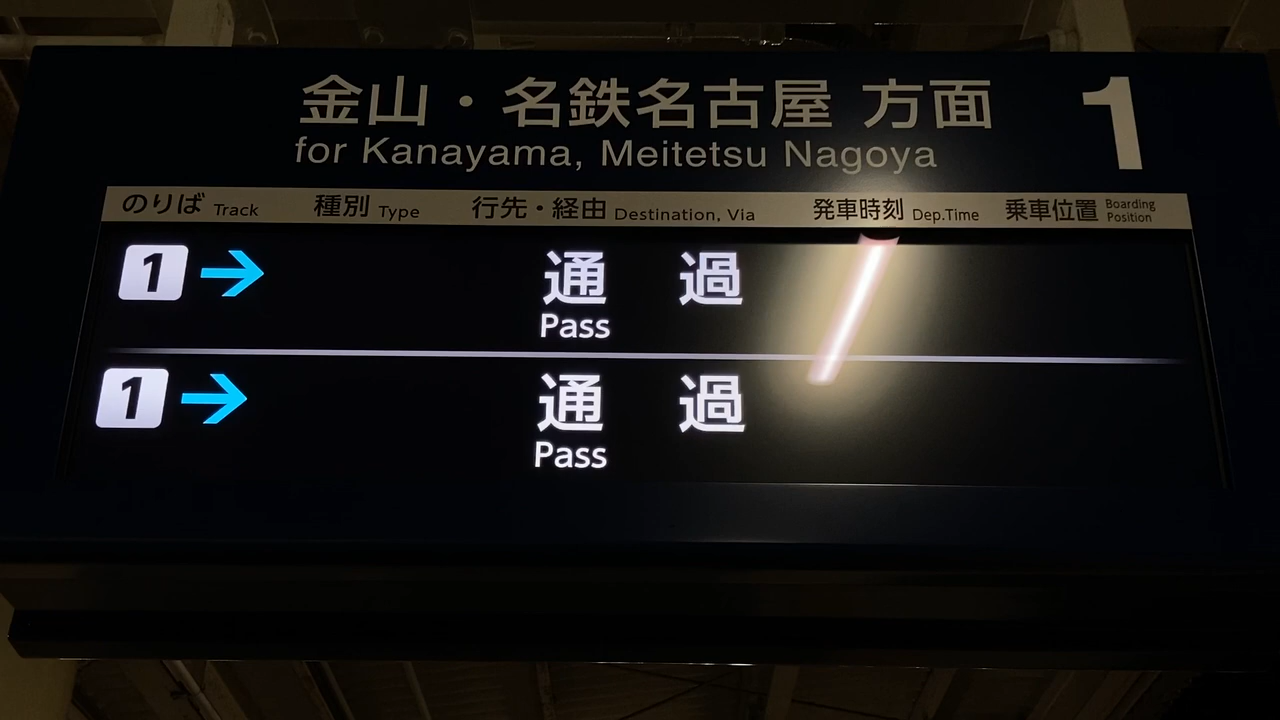 金山・名鉄名古屋 方面 1
for Kanayama, Meitetsu Nagoya
のりば Track 種別 Type 行先・経由 Destination, Via 発車時刻 Dep.Time 乗車位置 Boarding Position
1 → 通 過
Pass
1 → 通 過
Pass